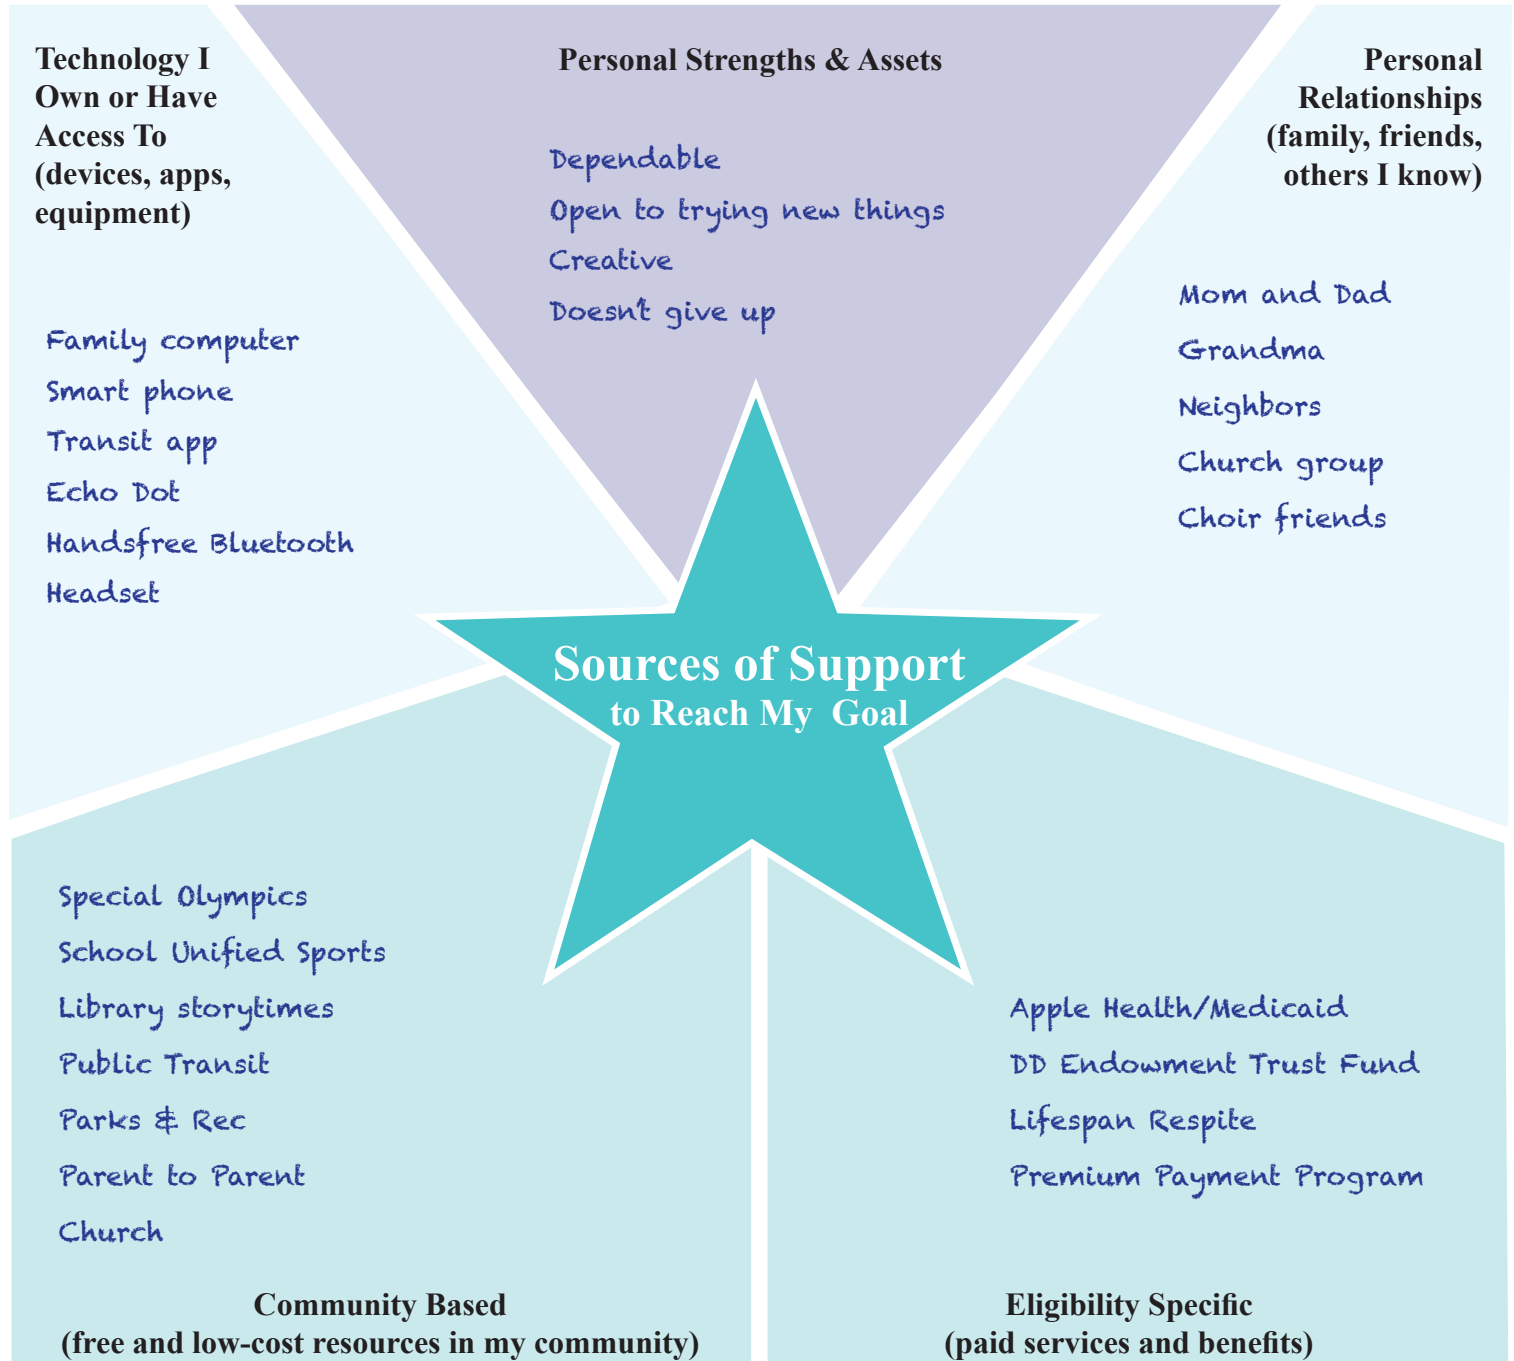 Technology I
Own or Have
Access To
(devices, apps,
equipment)
Family computer
Smart phone
Transit app
Echo Dot
Handsfree Bluetooth
Headset
Personal Strengths & Assets
Dependable
Open to trying new things
Creative
Doesn't give up
Personal
Relationships
(family, friends,
others I know)
Mom and Dad
Grandma
Neighbors
Church group
Choir friends
Sources of Support
to Reach My Goal
Special Olympics
School Unified Sports
Library storytimes
Public Transit
Parks & Rec
Parent to Parent
Church
Community Based
(free and low-cost resources in my community)
Apple Health/Medicaid
DD Endowment Trust Fund
Lifespan Respite
Premium Payment Program
Eligibility Specific
(paid services and benefits)